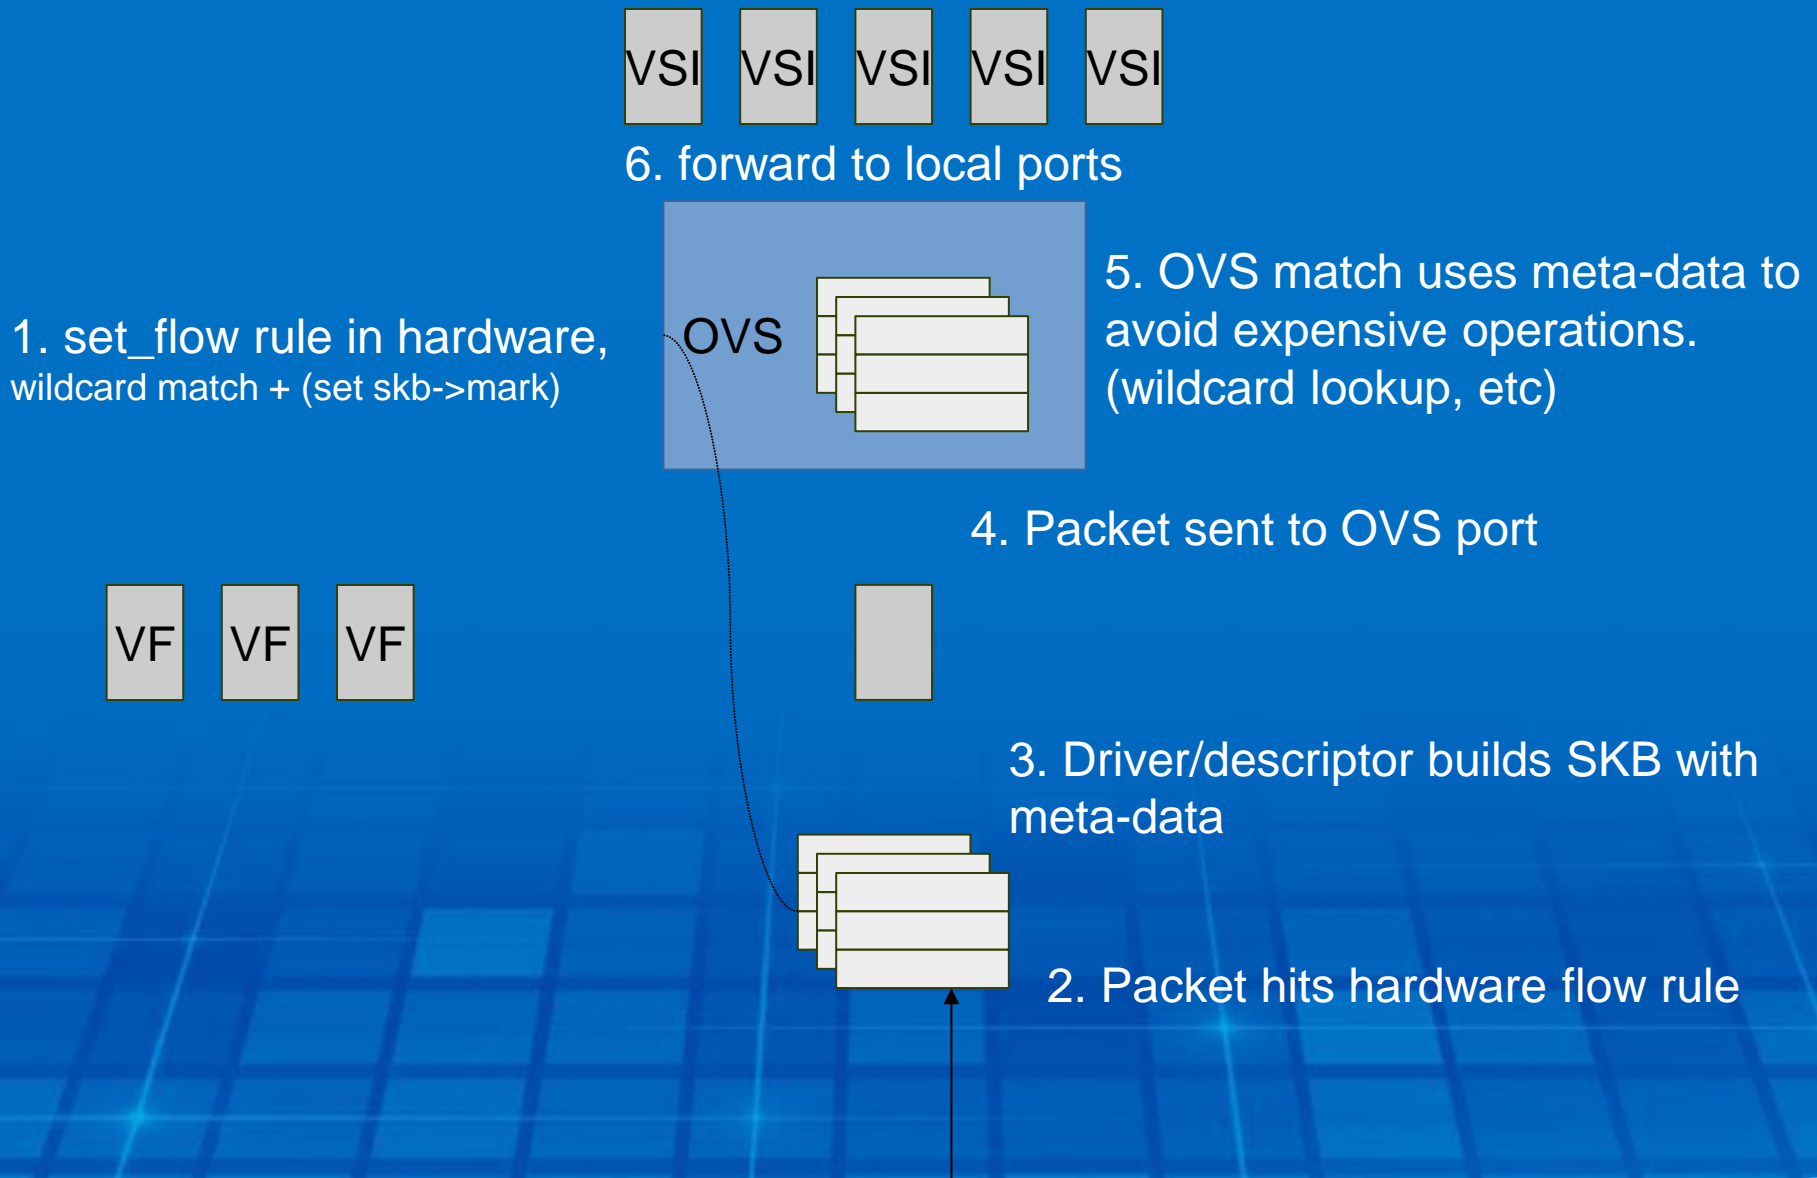 VSI VSI VSI VSI VSI
6. forward to local ports
1. set_flow rule in hardware,
wildcard match + (set skb->mark)
OVS
5. OVS match uses meta-data to
avoid expensive operations.
(wildcard lookup, etc)
4. Packet sent to OVS port
VF VF VF
3. Driver/descriptor builds SKB with
meta-data
2. Packet hits hardware flow rule